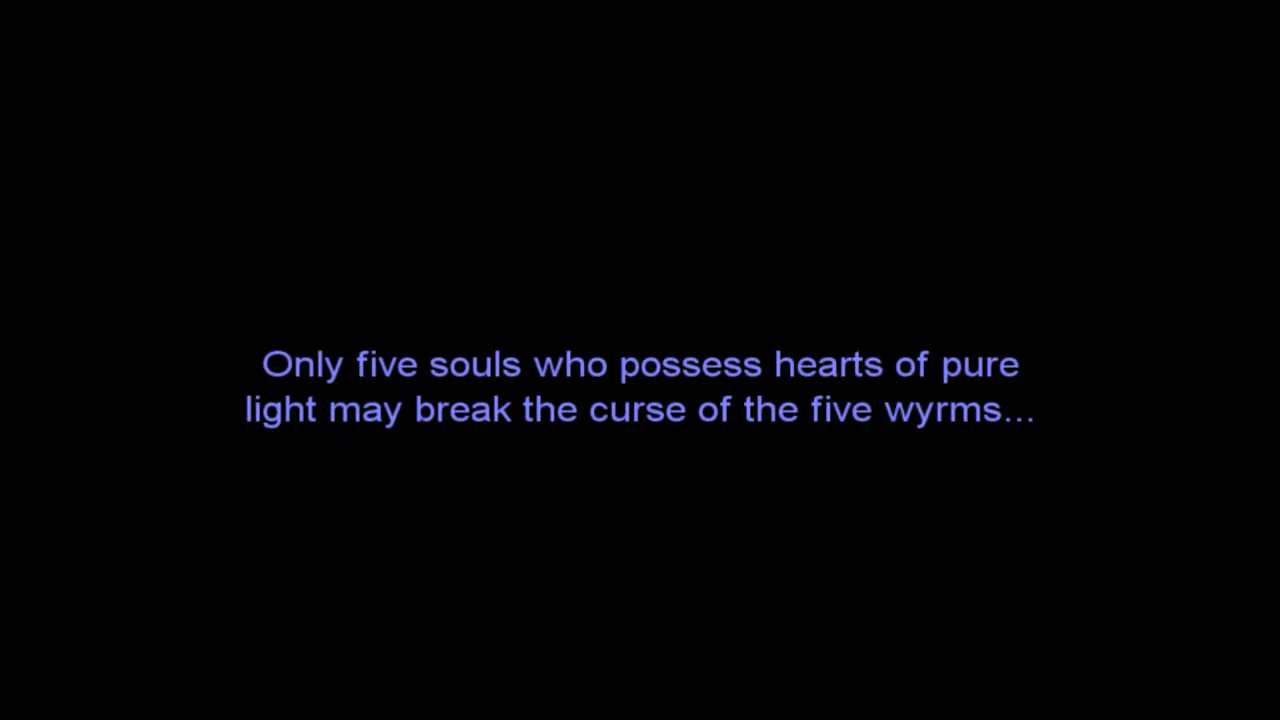 Only five souls who possess hearts of pure
light may break the curse of the five wyrms...